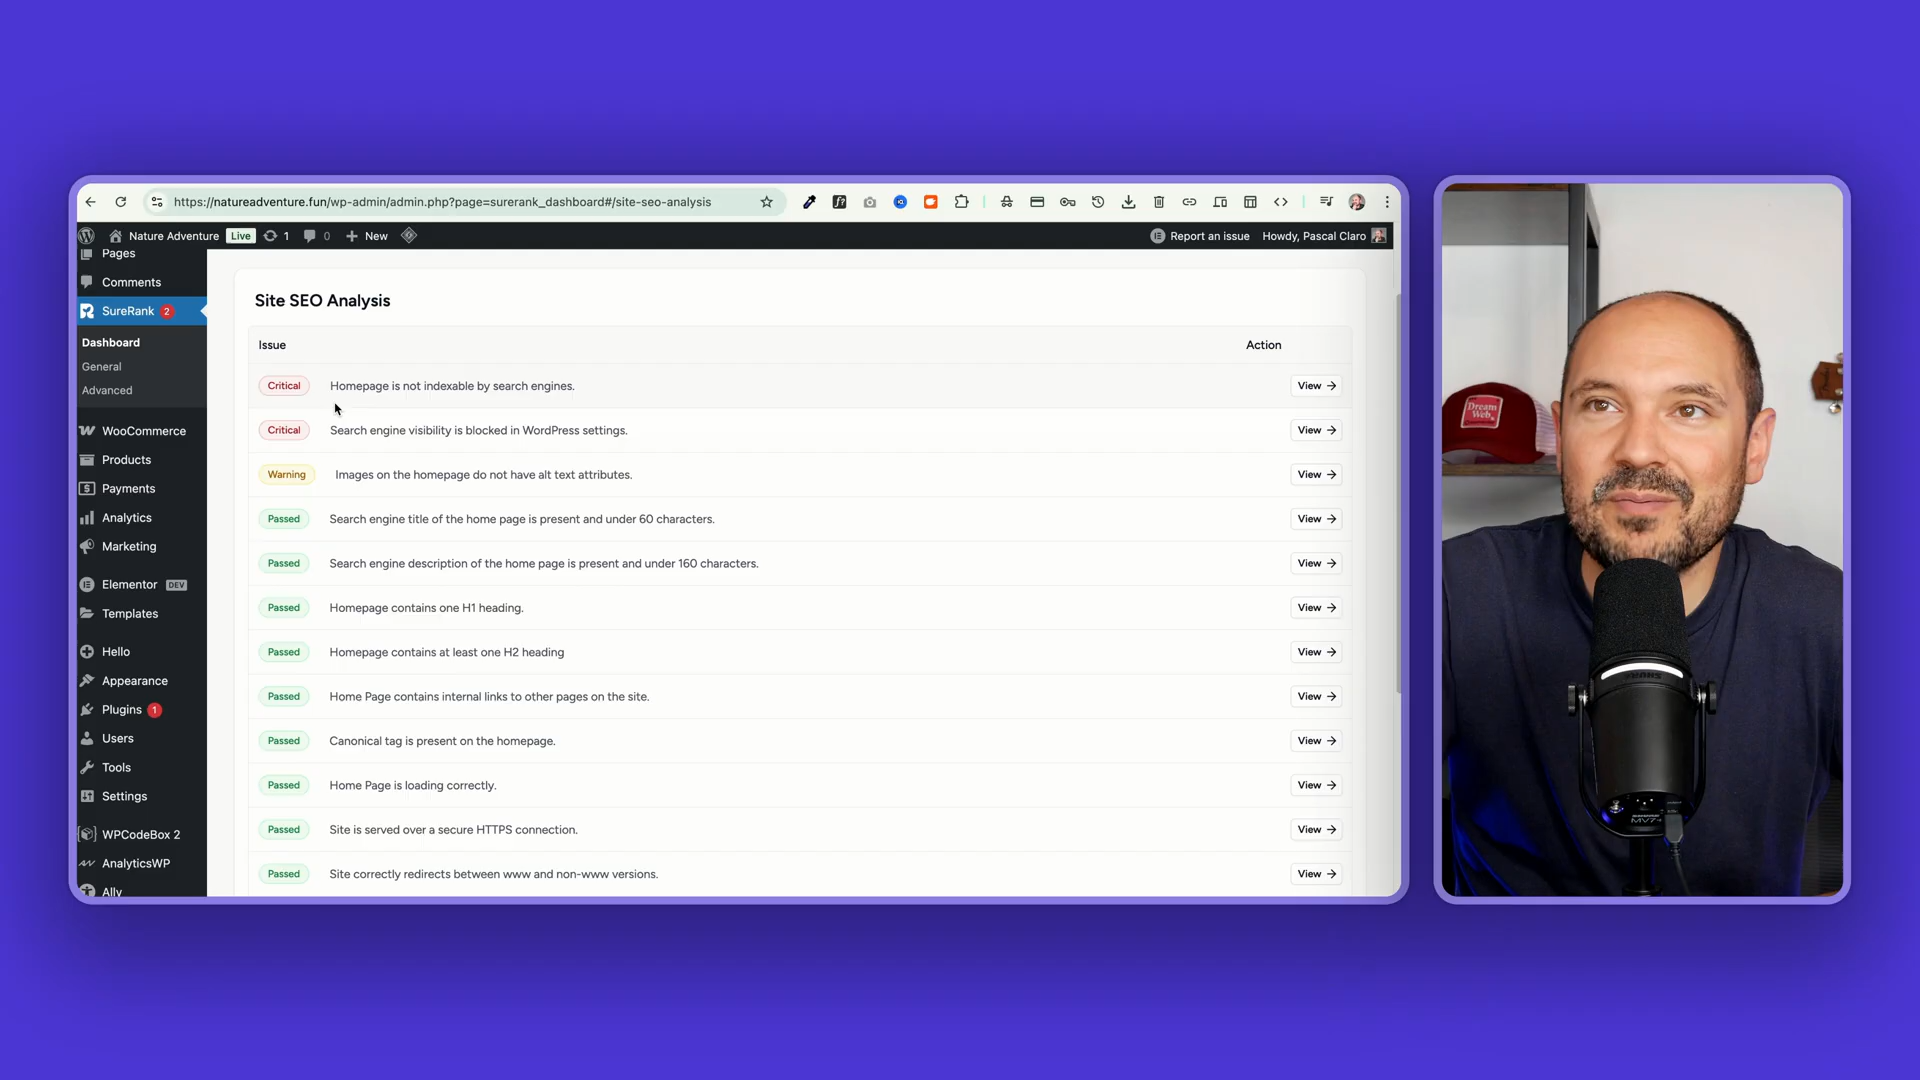 https://natureadventure.fun/wp-admin/admin.php?page=surerank_dashboard#/site-seo-analysis
Nature Adventure Live 1 0 New
Report an issue Howdy, Pascal Claro
Pages
Comments
SureRank 2
Dashboard
General
Advanced
WooCommerce
Products
Payments
Analytics
Marketing
Elementor DEV
Templates
Hello
Appearance
Plugins 1
Users
Tools
Settings
WPCodeBox 2
AnalyticsWP
Ally
Site SEO Analysis
Issue Action
Critical Homepage is not indexable by search engines. View →
Critical Search engine visibility is blocked in WordPress settings. View →
Warning Images on the homepage do not have alt text attributes. View →
Passed Search engine title of the home page is present and under 60 characters. View →
Passed Search engine description of the home page is present and under 160 characters. View →
Passed Homepage contains one H1 heading. View →
Passed Homepage contains at least one H2 heading View →
Passed Home Page contains internal links to other pages on the site. View →
Passed Canonical tag is present on the homepage. View →
Passed Home Page is loading correctly. View →
Passed Site is served over a secure HTTPS connection. View →
Passed Site correctly redirects between www and non-www versions. View →
Dream
Web
MV7+